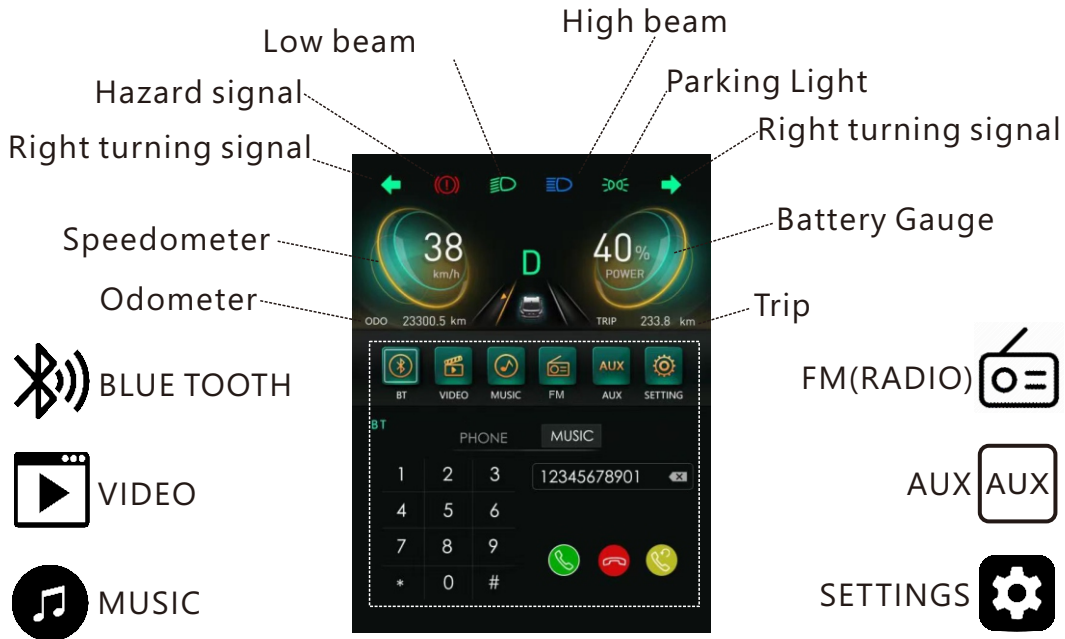 Low beam
High beam
Hazard signal
Parking Light
Right turning signal
Right turning signal
Speedometer
38
km/h
D
40%
POWER
Battery Gauge
Odometer
ODO 23300.5 km
TRIP 233.8 km
Trip
BLUE TOOTH
BT
VIDEO
MUSIC
FM
AUX
AUX
SETTING
FM(RADIO)
BT
PHONE
MUSIC
1 2 3
12345678901
4 5 6
7 8 9
* 0 #
VIDEO
AUX
AUX
MUSIC
SETTINGS